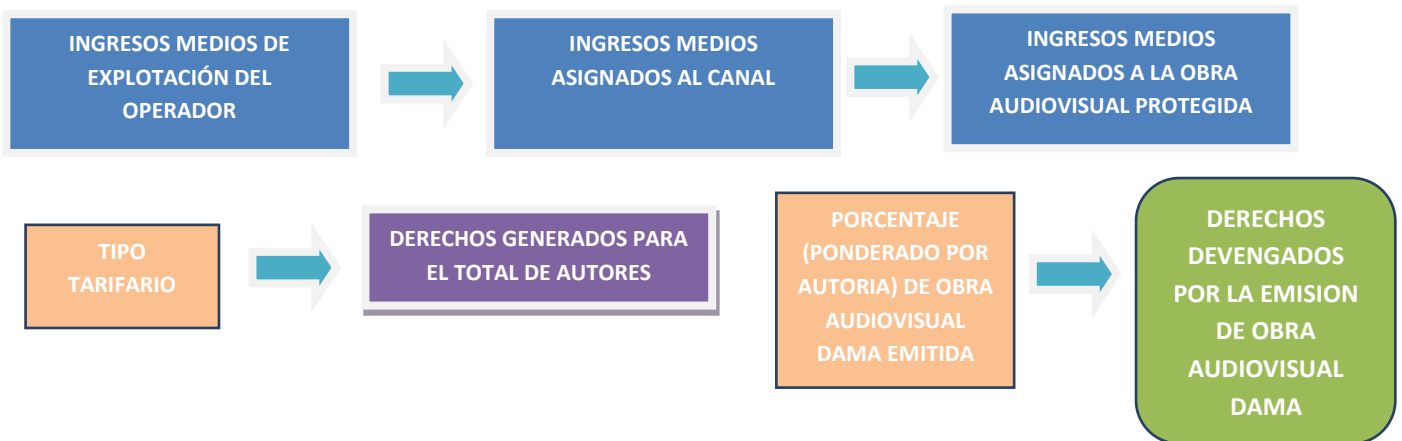 INGRESOS MEDIOS DE
EXPLOTACIÓN DEL
OPERADOR
INGRESOS MEDIOS
ASIGNADOS AL CANAL
INGRESOS MEDIOS
ASIGNADOS A LA OBRA
AUDIOVISUAL PROTEGIDA
TIPO
TARIFARIO
DERECHOS GENERADOS PARA
EL TOTAL DE AUTORES
PORCENTAJE
(PONDERADO POR
AUTORIA) DE OBRA
AUDIOVISUAL
DAMA EMITIDA
DERECHOS
DEVENGADOS
POR LA EMISION
DE OBRA
AUDIOVISUAL
DAMA